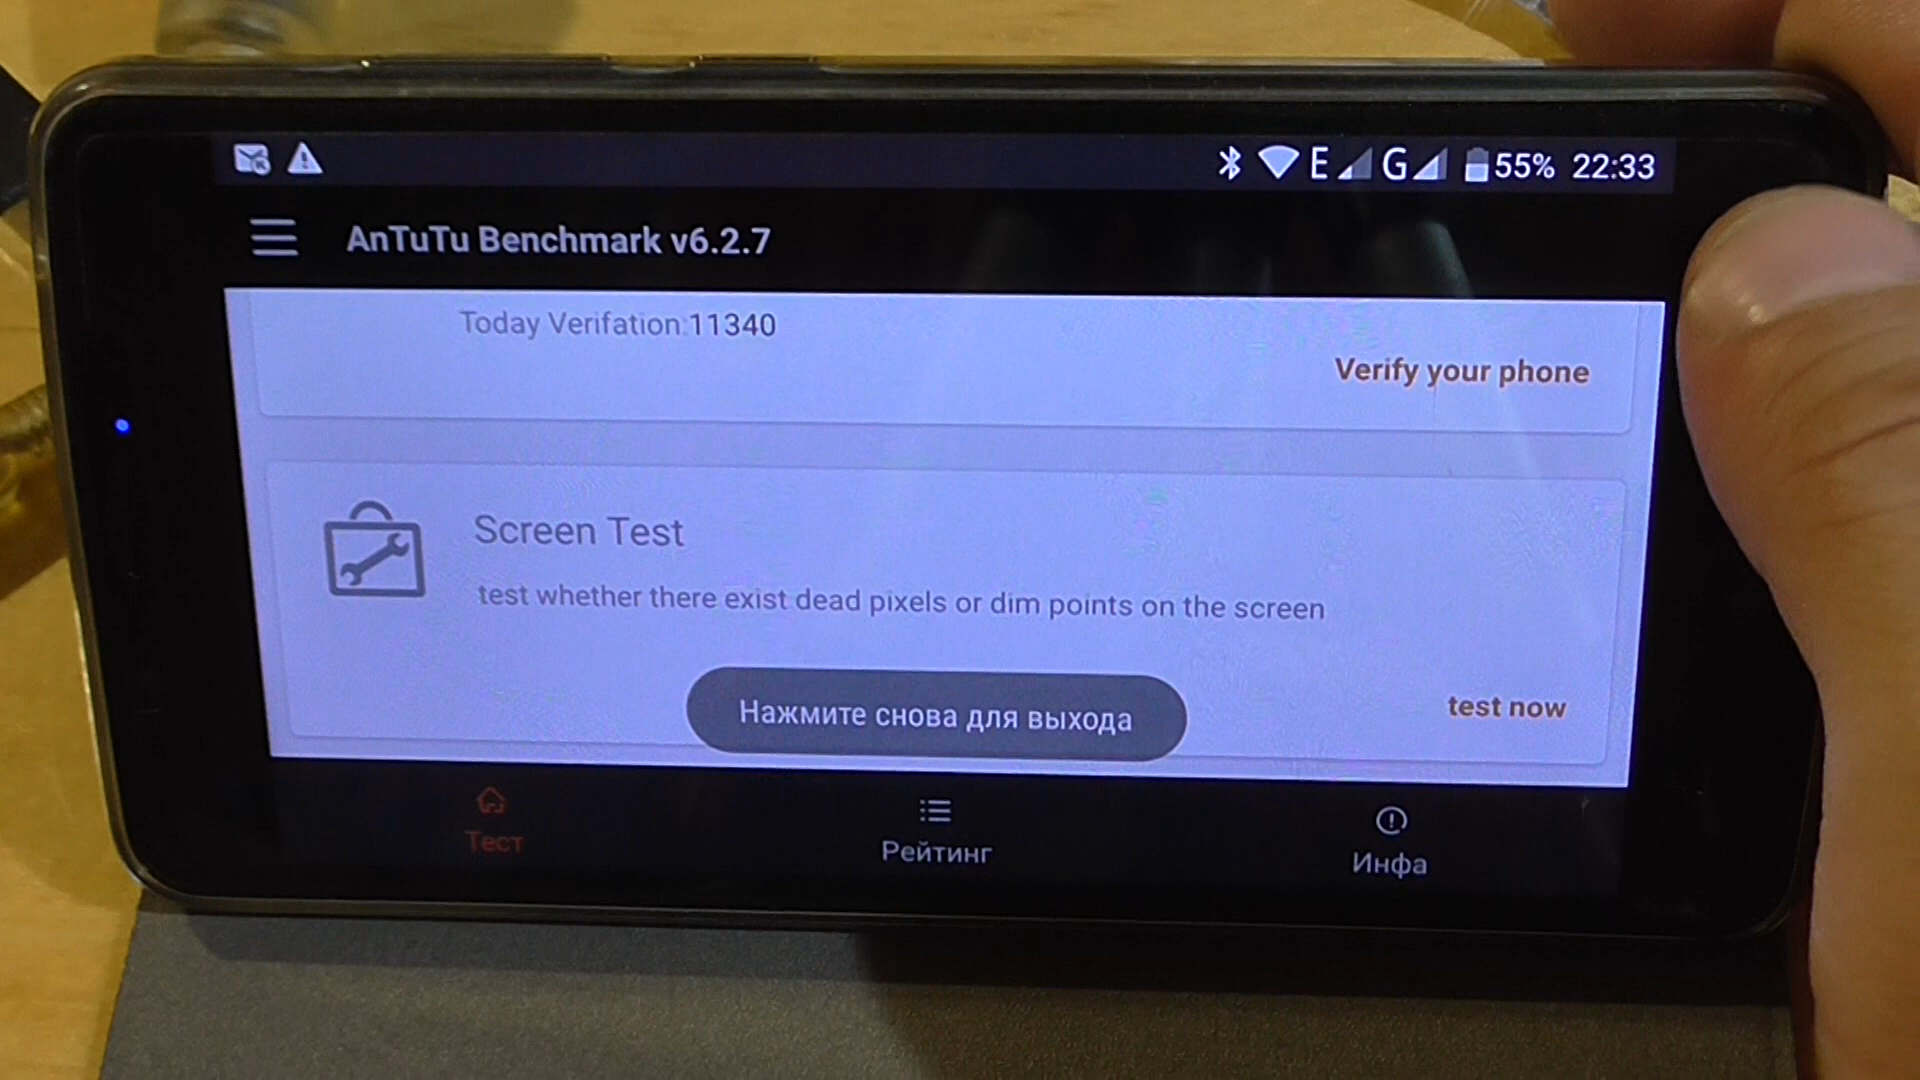 E G 55% 22:33
AnTuTu Benchmark v6.2.7
Today Verifation:11340
Verify your phone
Screen Test
test whether there exist dead pixels or dim points on the screen
Нажмите снова для выхода
test now
Тест
Рейтинг
Инфа